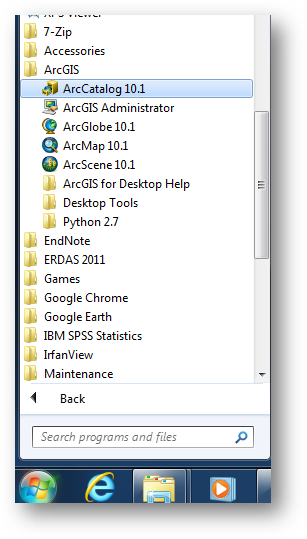 7-Zip
Accessories
ArcGIS
ArcCatalog 10.1
ArcGIS Administrator
ArcGlobe 10.1
ArcMap 10.1
ArcScene 10.1
ArcGIS for Desktop Help
Desktop Tools
Python 2.7
EndNote
ERDAS 2011
Games
Google Chrome
Google Earth
IBM SPSS Statistics
IrfanView
Maintenance
Back
Search programs and files